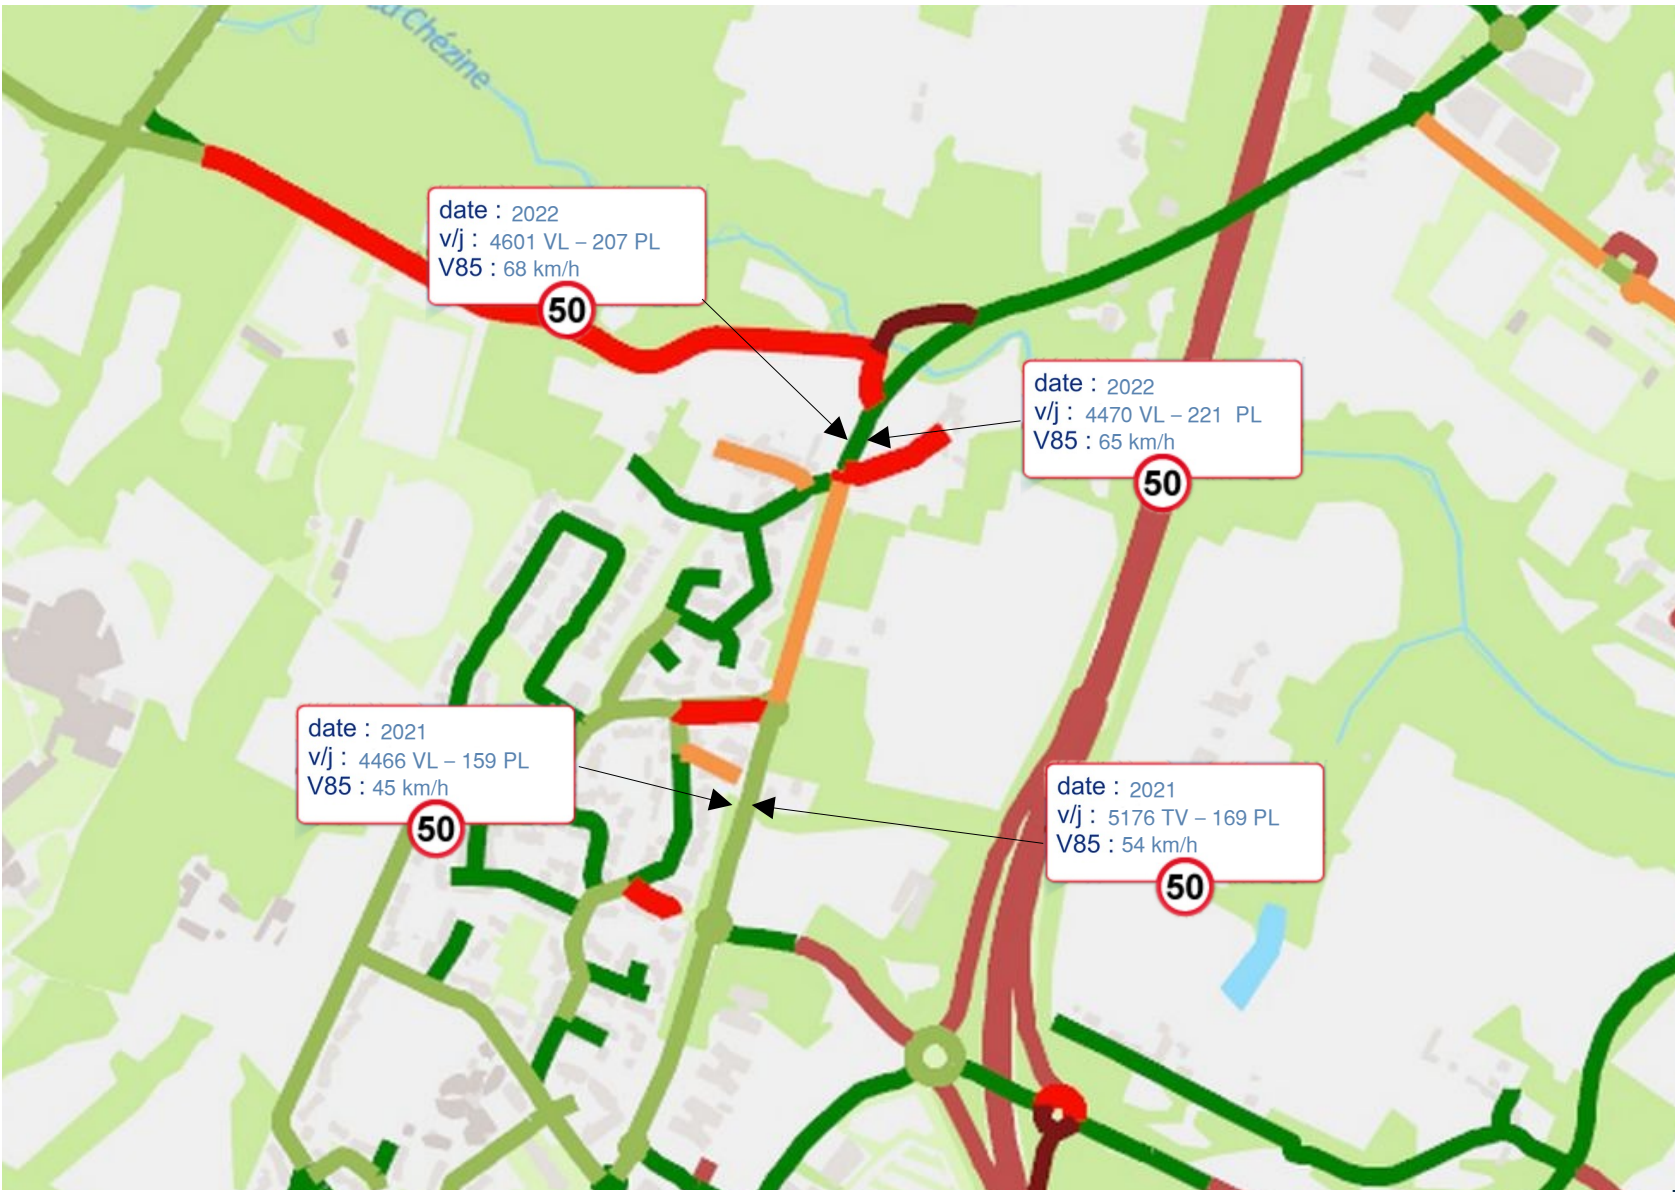 La Chézine
date : 2022
v/j : 4601 VL – 207 PL
V85 : 68 km/h
50
date : 2022
v/j : 4470 VL – 221 PL
V85 : 65 km/h
50
date : 2021
v/j : 4466 VL – 159 PL
V85 : 45 km/h
50
date : 2021
v/j : 5176 TV – 169 PL
V85 : 54 km/h
50